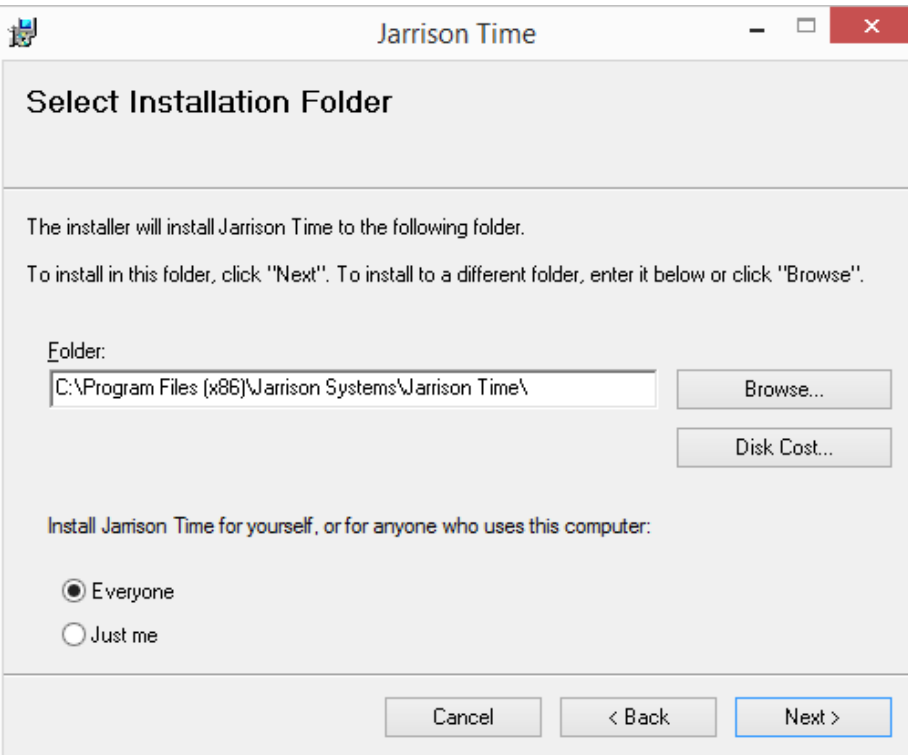 Jarrison Time
Select Installation Folder
The installer will install Jarrison Time to the following folder.
To install in this folder, click "Next". To install to a different folder, enter it below or click "Browse".
Folder:
C:\Program Files (x86)\Jarrison Systems\Jarrison Time\
Browse...
Disk Cost...
Install Jarrison Time for yourself, or for anyone who uses this computer:
Everyone
Just me
Cancel
< Back
Next >